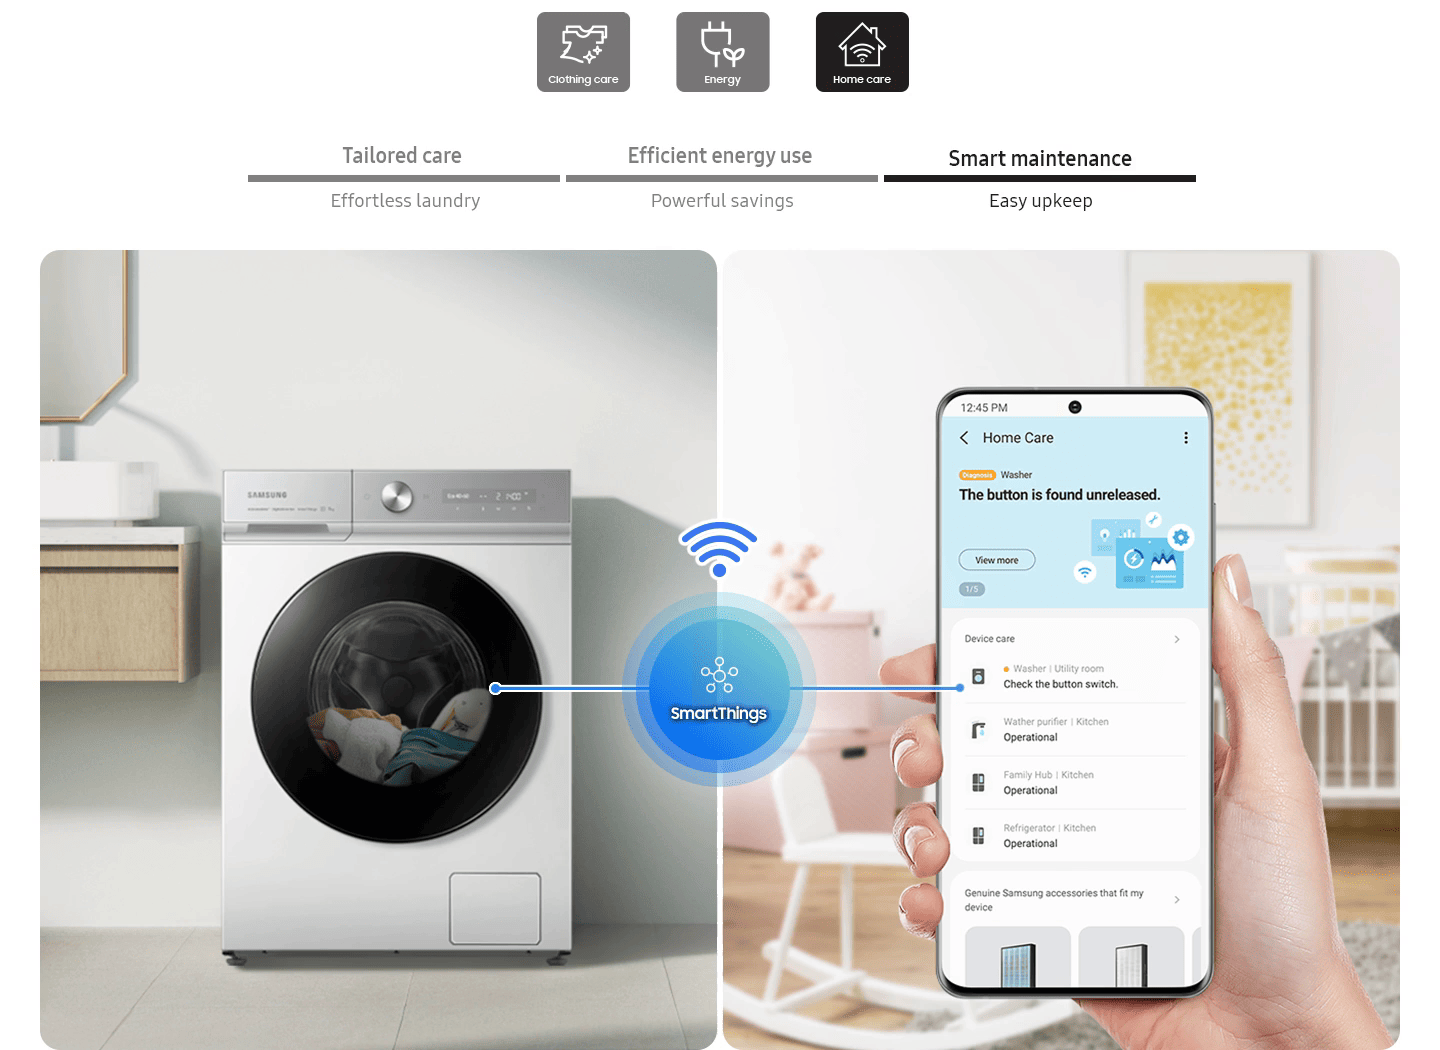 Clothing care
Energy
Home care
Tailored care
Efficient energy use
Smart maintenance
Effortless laundry
Powerful savings
Easy upkeep
SAMSUNG
SmartThings
12:45 PM
Home Care
Diagnosis Washer
The button is found unreleased.
View more
1/5
Device care
Washer | Utility room
Check the button switch.
Wather purifier | Kitchen
Operational
Family Hub | Kitchen
Operational
Refrigerator | Kitchen
Operational
Genuine Samsung accessories that fit my
device